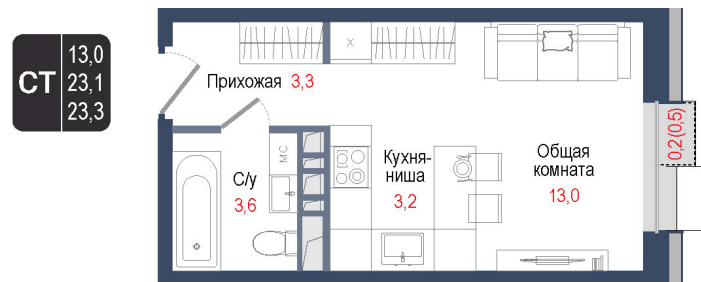 СТ
13,0
23,1
23,3
Прихожая 3,3
X
МС
С/у
3,6
Кухня-
ниша
3,2
Общая
комната
13,0
0,2(0,5)